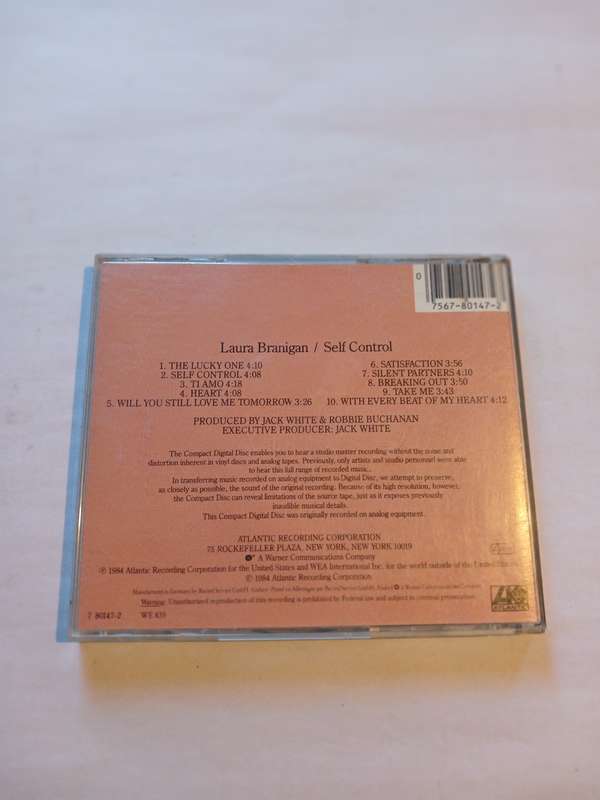 0
7567-80147-2
Laura Branigan / Self Control
1. THE LUCKY ONE 4:10
2. SELF CONTROL 4:08
3. TI AMO 4:18
4. HEART 4:08
5. WILL YOU STILL LOVE ME TOMORROW 3:26
6. SATISFACTION 3:56
7. SILENT PARTNERS 4:10
8. BREAKING OUT 3:50
9. TAKE ME 3:43
10. WITH EVERY BEAT OF MY HEART 4:12
PRODUCED BY JACK WHITE & ROBBIE BUCHANAN
EXECUTIVE PRODUCER: JACK WHITE
The Compact Digital Disc enables you to hear a studio master recording without the noise and
distortion inherent in vinyl discs and analog tapes. Previously, only artists and studio personnel were able
to hear this full range of recorded music...
In transferring music recorded on analog equipment to Digital Disc, we attempt to preserve,
as closely as possible, the sound of the original recording. Because of its high resolution, however,
the Compact Disc can reveal limitations of the source tape, just as it exposes previously
inaudible musical details.
This Compact Digital Disc was originally recorded on analog equipment.
ATLANTIC RECORDING CORPORATION
75 ROCKEFELLER PLAZA, NEW YORK, NEW YORK 10019
A Warner Communications Company
℗ 1984 Atlantic Recording Corporation for the United States and WEA International Inc. for the world outside of the United
© 1984 Atlantic Recording Corporation
Manufactured in Germany by Record Service GmbH, Alsdorf
Warning: Unauthorized reproduction of this recording is prohibited by Federal law and subject to criminal prosecution.
7 80147-2 WE 835
ATLANTIC